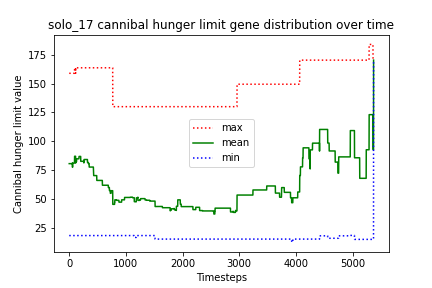 solo_17 cannibal hunger limit gene distribution over time
Cannibal hunger limit value
175
150
125
100
75
50
25
max
mean
min
0
1000
2000
3000
4000
5000
Timesteps